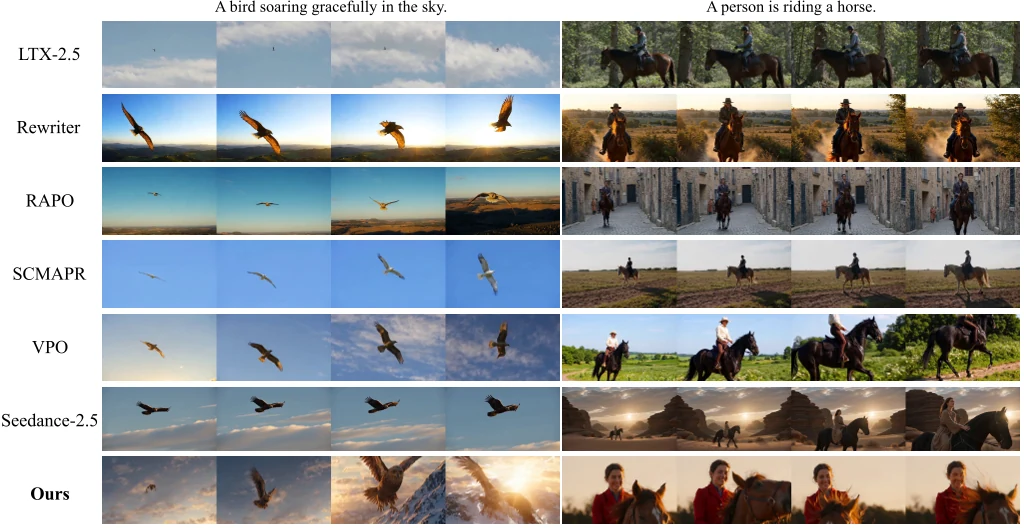 A bird soaring gracefully in the sky.
A person is riding a horse.
LTX-2.5
Rewriter
RAPO
SCMAPR
VPO
Seedance-2.5
Ours